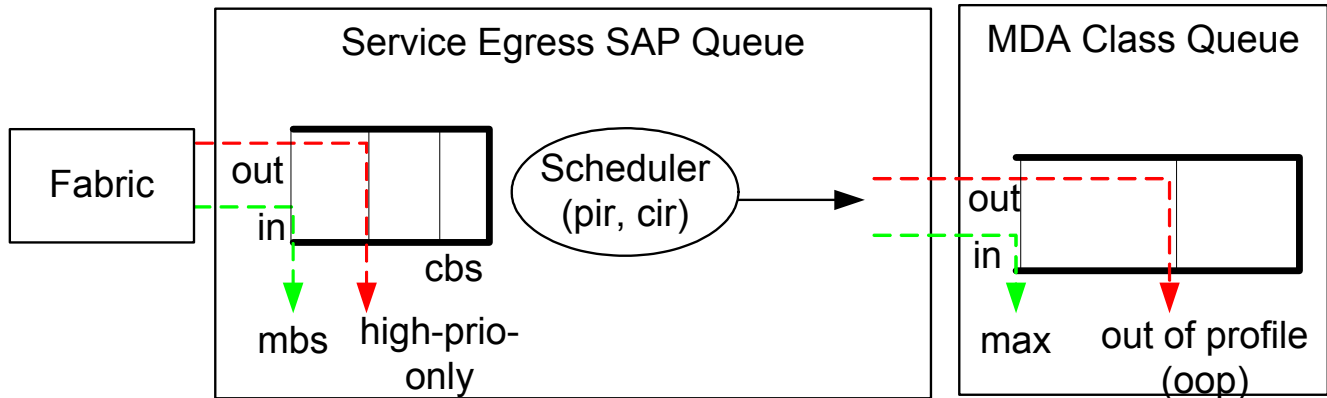 Service Egress SAP Queue
MDA Class Queue
Fabric
out
in
cbs
mbs
high-prio-
only
Scheduler
(pir, cir)
out
in
max
out of profile
(oop)